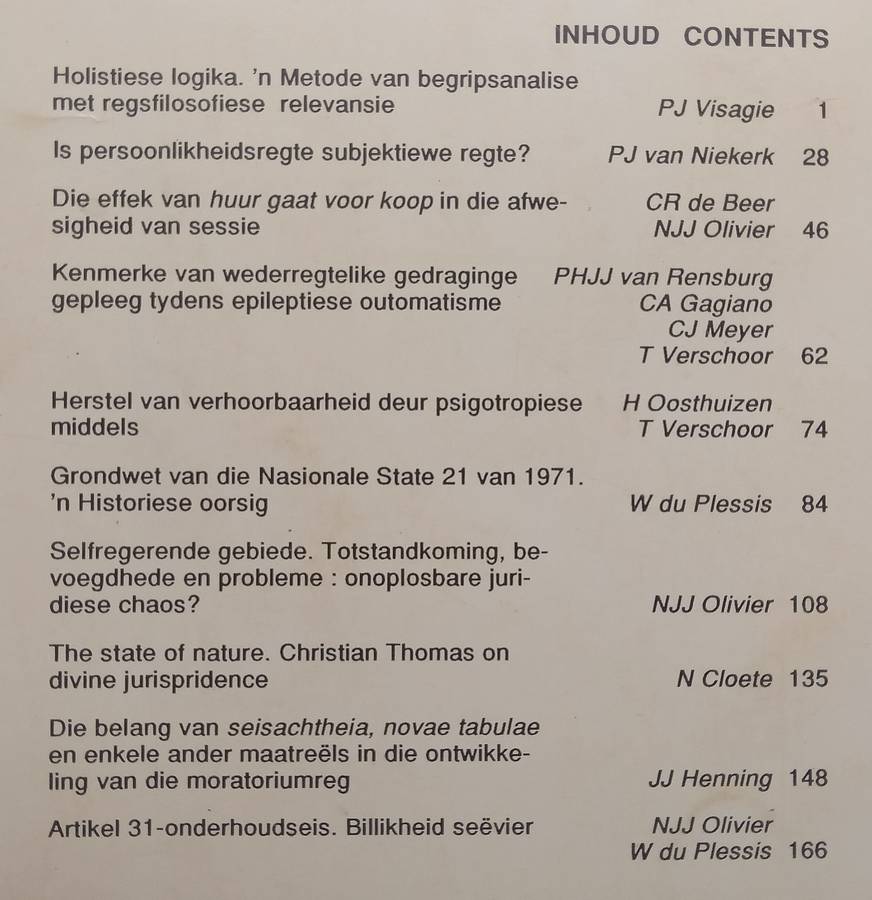 INHOUD CONTENTS
Holistiese logika. 'n Metode van begripsanalise
met regsfilosofiese relevansie PJ Visagie 1
Is persoonlikheidsregte subjektiewe regte? PJ van Niekerk 28
Die effek van huur gaat voor koop in die afwe- CR de Beer
sigheid van sessie NJJ Olivier 46
Kenmerke van wederregtelike gedraginge PHJJ van Rensburg
gepleeg tydens epileptiese outomatisme CA Gagiano
CJ Meyer
T Verschoor 62
Herstel van verhoorbaarheid deur psigotropiese H Oosthuizen
middels T Verschoor 74
Grondwet van die Nasionale State 21 van 1971.
'n Historiese oorsig W du Plessis 84
Selfregerende gebiede. Totstandkoming, be-
voegdhede en probleme : onoplosbare juri-
diese chaos? NJJ Olivier 108
The state of nature. Christian Thomas on
divine jurispridence N Cloete 135
Die belang van seisachtheia, novae tabulae
en enkele ander maatreëls in die ontwikke-
ling van die moratoriumreg JJ Henning 148
Artikel 31-onderhoudseis. Billikheid seëvier NJJ Olivier
W du Plessis 166